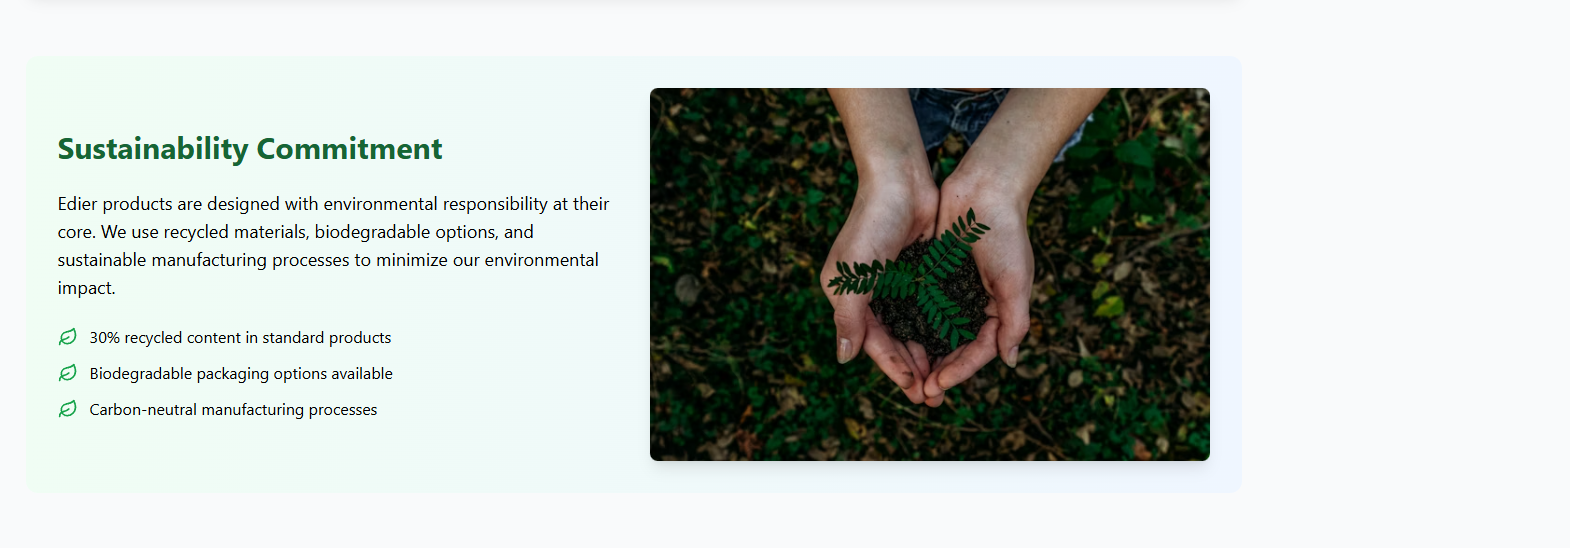 Sustainability Commitment
Edier products are designed with environmental responsibility at their
core. We use recycled materials, biodegradable options, and
sustainable manufacturing processes to minimize our environmental
impact.
30% recycled content in standard products
Biodegradable packaging options available
Carbon-neutral manufacturing processes